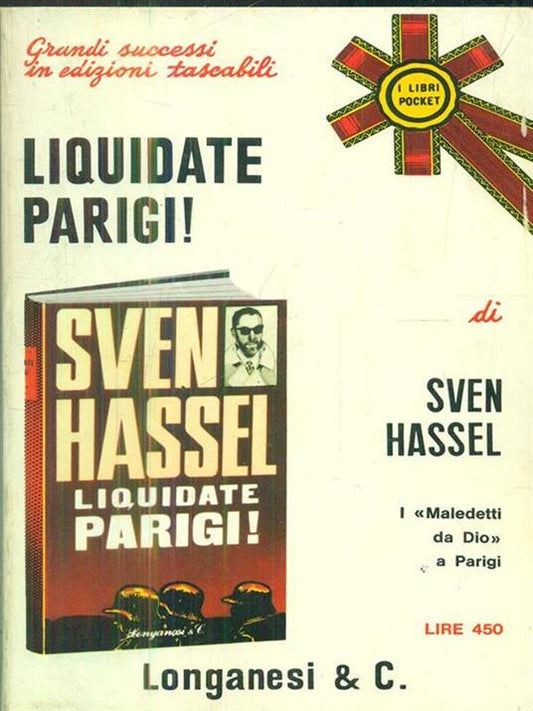 Grandi successi
in edizioni tascabili
I LIBRI
POCKET
LIQUIDATE
PARIGI!
SVEN
HASSEL
LIQUIDATE
PARIGI!
Longanesi & C.
di
SVEN
HASSEL
I «Maledetti
da Dio»
a Parigi
LIRE 450
Longanesi & C.